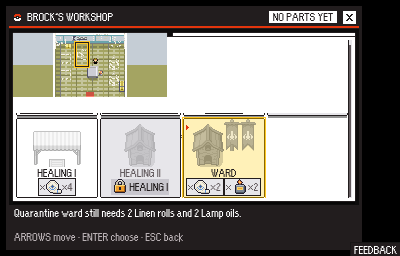 BROCK'S WORKSHOP
NO PARTS YET X
HEALING I
×4
HEALING II
HEALING I
WARD
×2 ×2
Quarantine ward still needs 2 Linen rolls and 2 Lamp oils.
ARROWS move · ENTER choose · ESC back
FEEDBACK